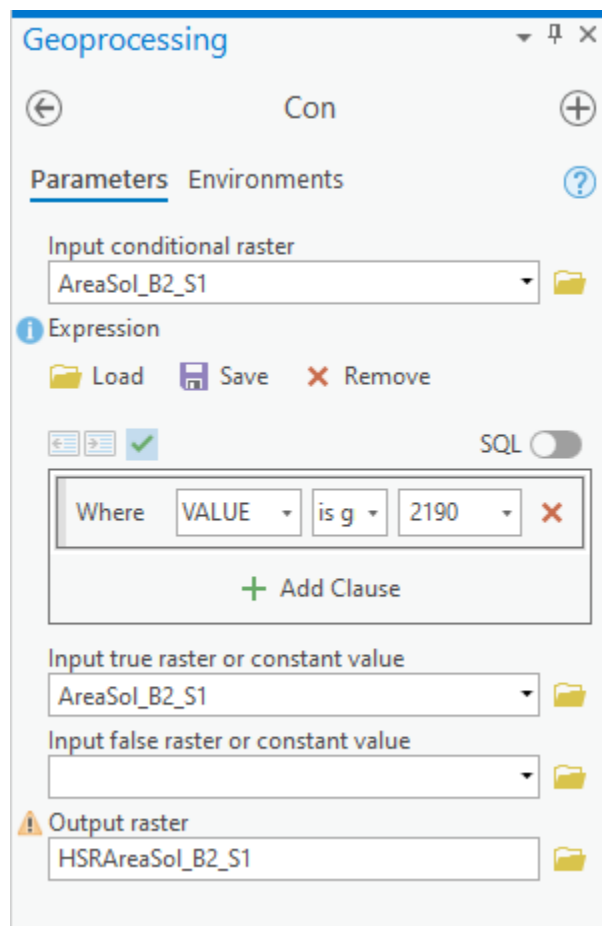 Geoprocessing
Con
Parameters Environments
Input conditional raster
AreaSol_B2_S1
Expression
Load Save Remove
SQL
Where VALUE is g 2190
Add Clause
Input true raster or constant value
AreaSol_B2_S1
Input false raster or constant value
Output raster
HSRAreaSol_B2_S1